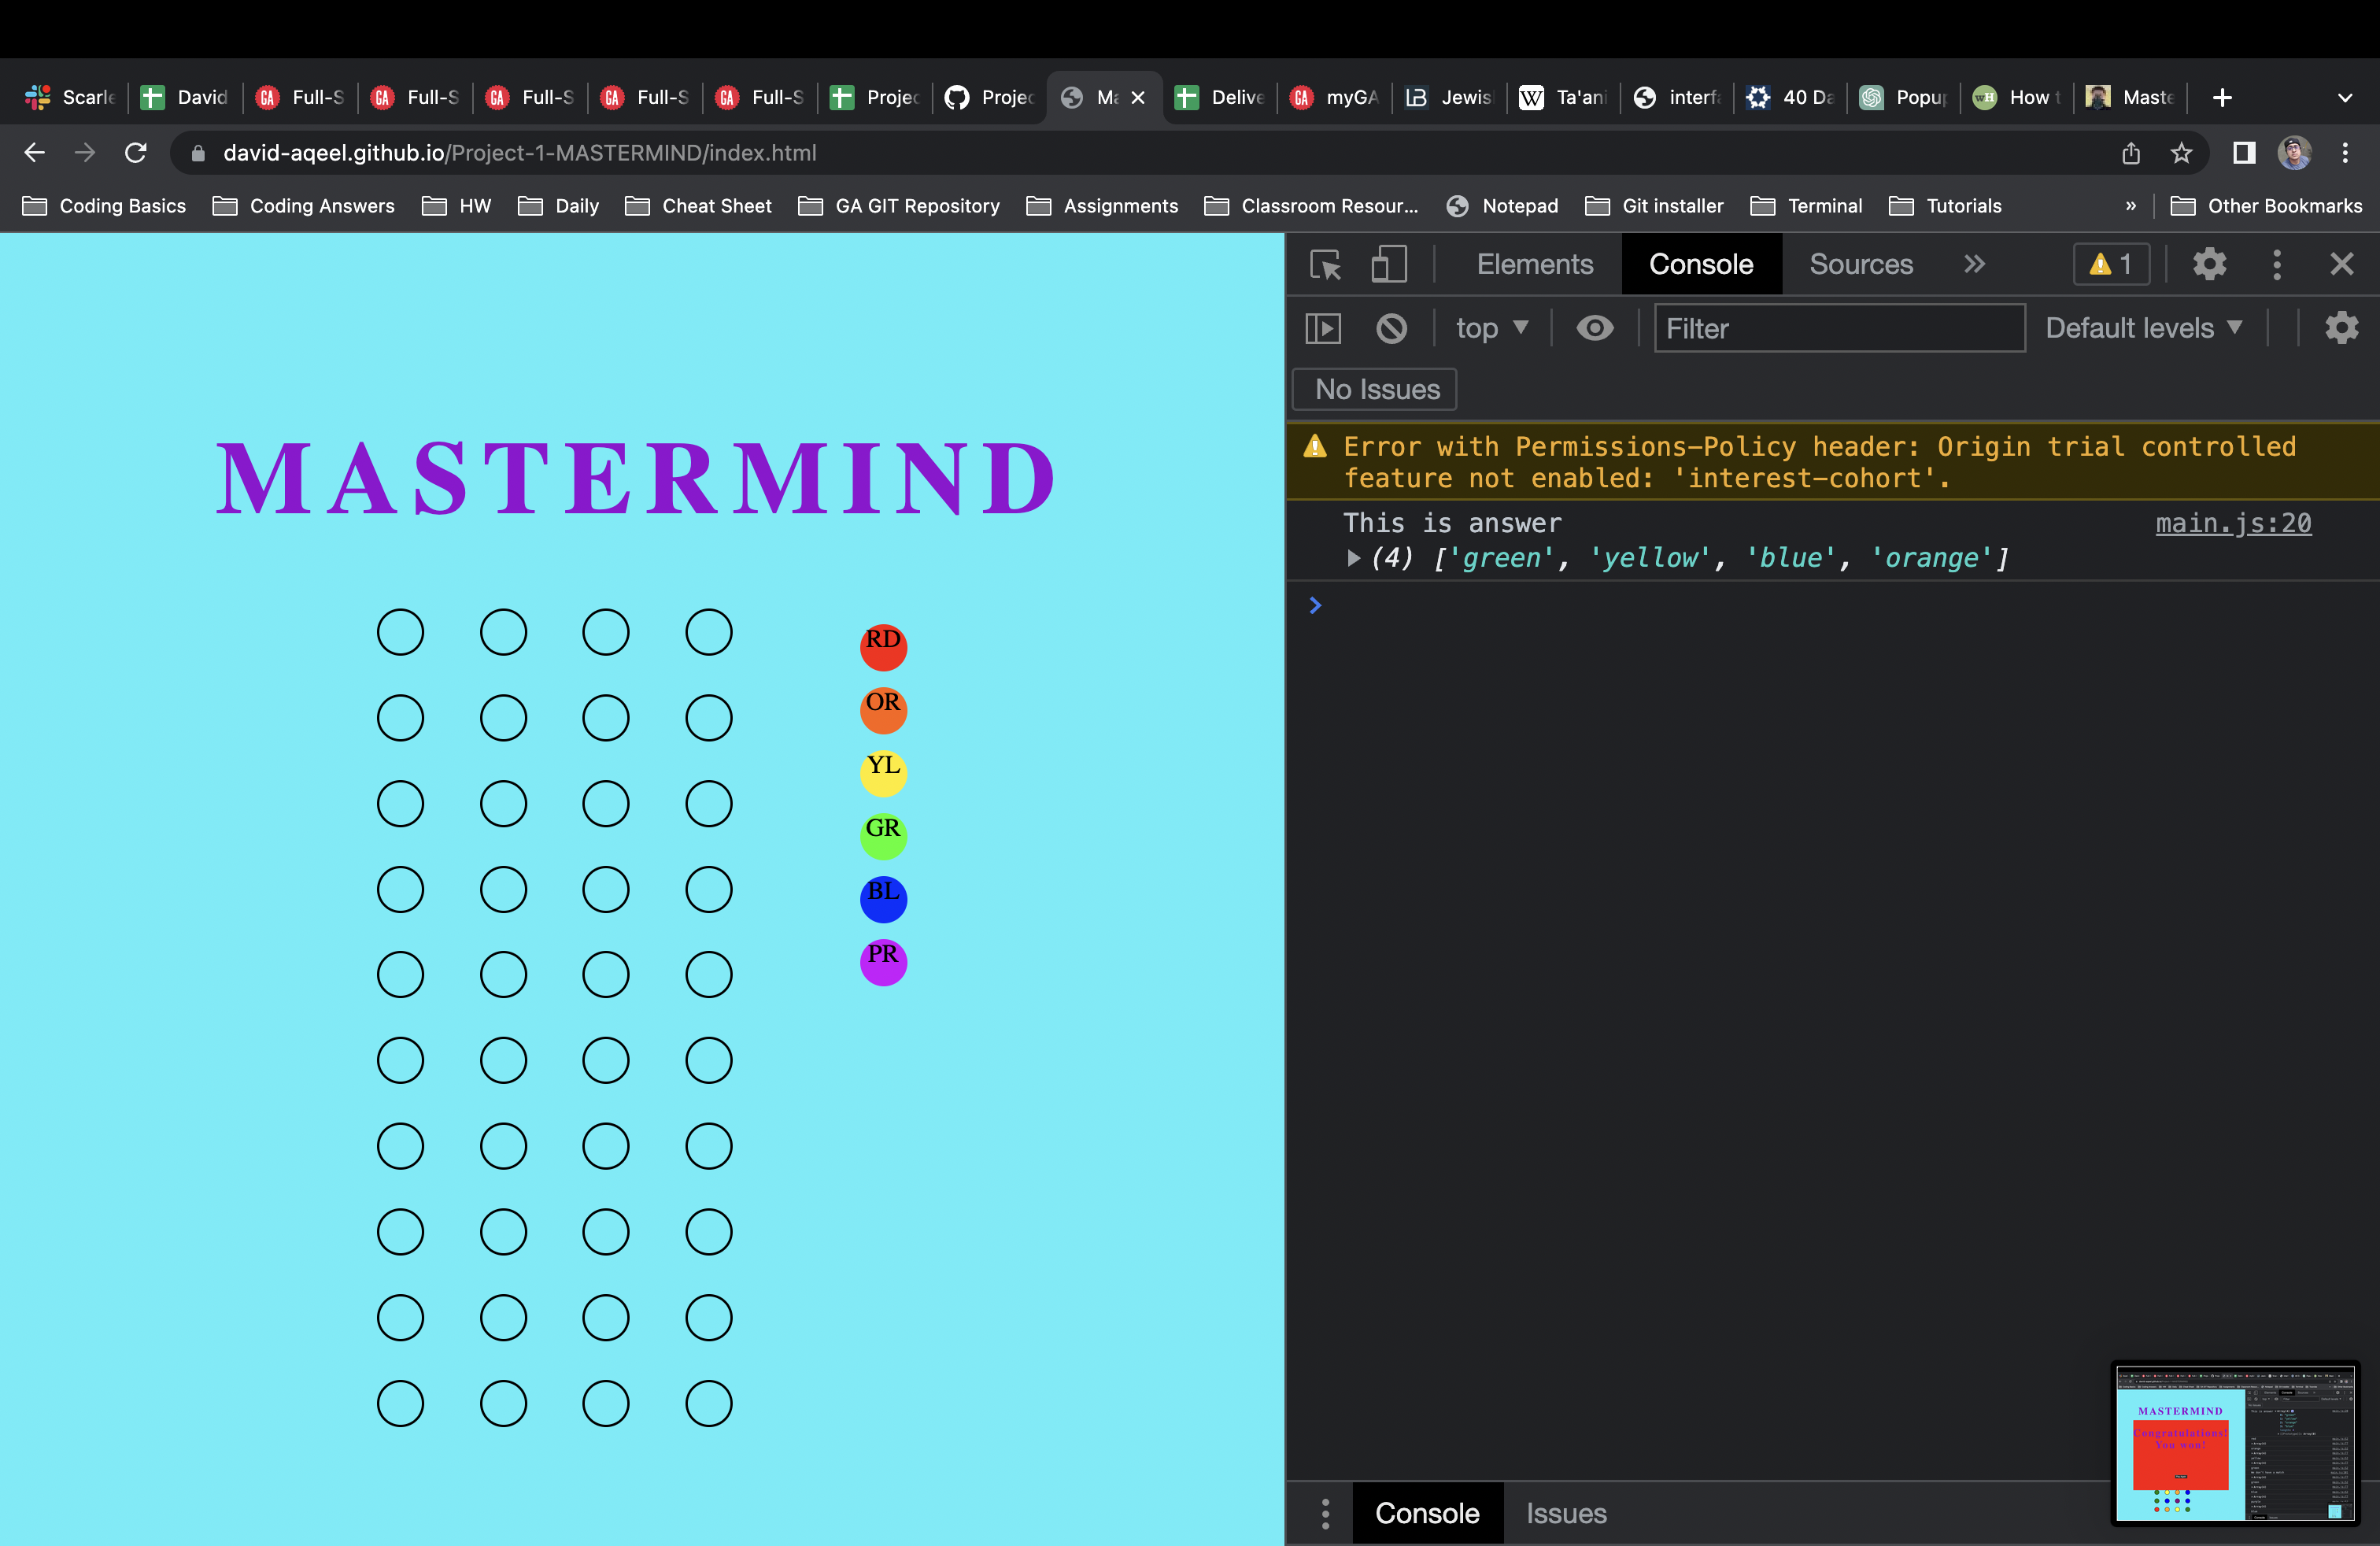 Scarle
David
Full-S
Full-S
Full-S
Full-S
Full-S
Projec
Projec
Ma
Delive
myGA
Jewis
Ta'ani
interfa
40 Da
Popup
How t
Maste
david-aqeel.github.io/Project-1-MASTERMIND/index.html
Coding Basics
Coding Answers
HW
Daily
Cheat Sheet
GA GIT Repository
Assignments
Classroom Resour...
Notepad
Git installer
Terminal
Tutorials
»
Other Bookmarks
MASTERMIND
RD
OR
YL
GR
BL
PR
Elements
Console
Sources
1
top
Filter
Default levels
No Issues
Error with Permissions-Policy header: Origin trial controlled
feature not enabled: 'interest-cohort'.
This is answer
main.js:20
(4) ['green', 'yellow', 'blue', 'orange']
Console
Issues
MASTERMIND
Congratulations!
You won!